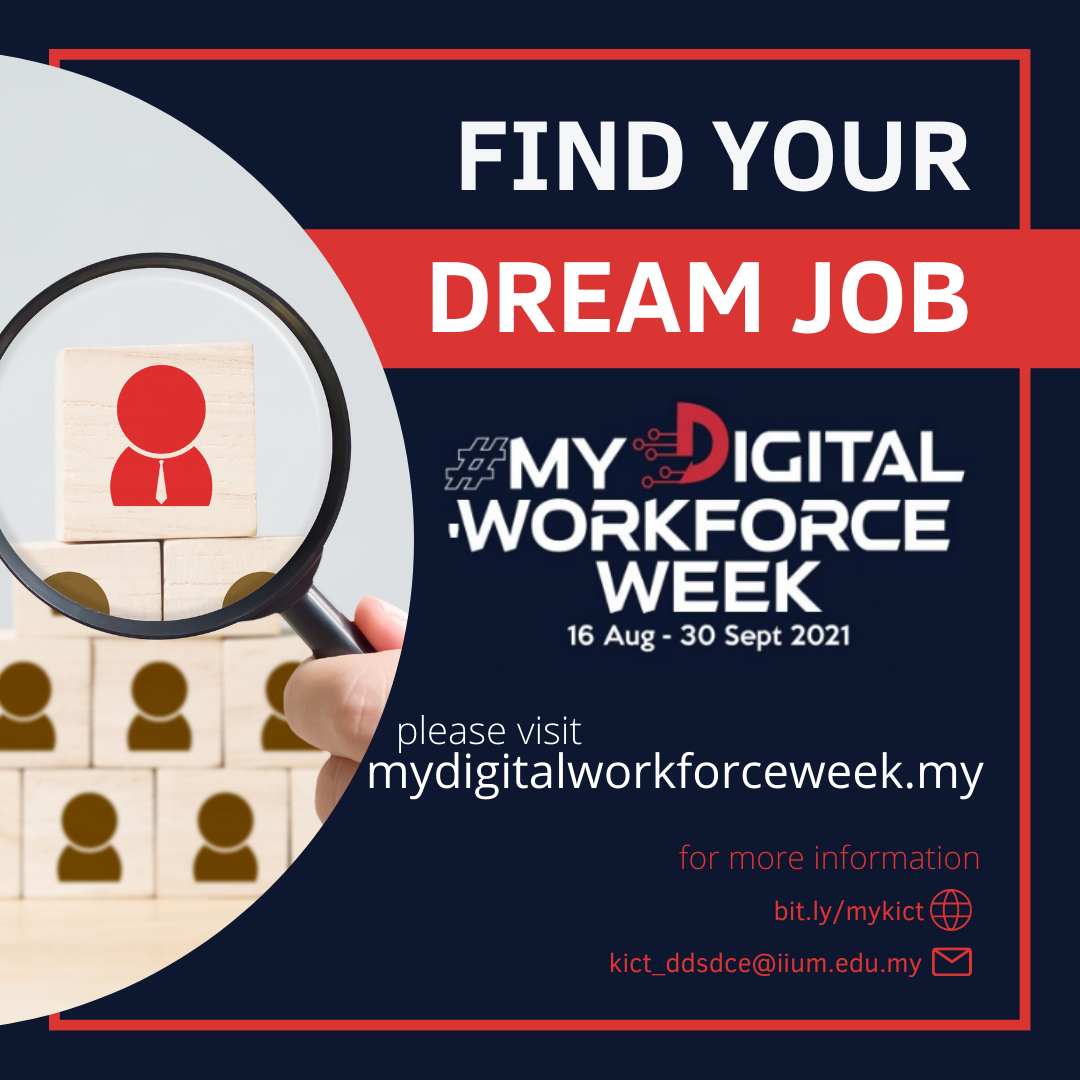 FIND YOUR
DREAM JOB
#MY DIGITAL
WORKFORCE
WEEK
16 Aug - 30 Sept 2021
please visit
mydigitalworkforceweek.my
for more information
bit.ly/mykict
kict_ddsdce@iium.edu.my